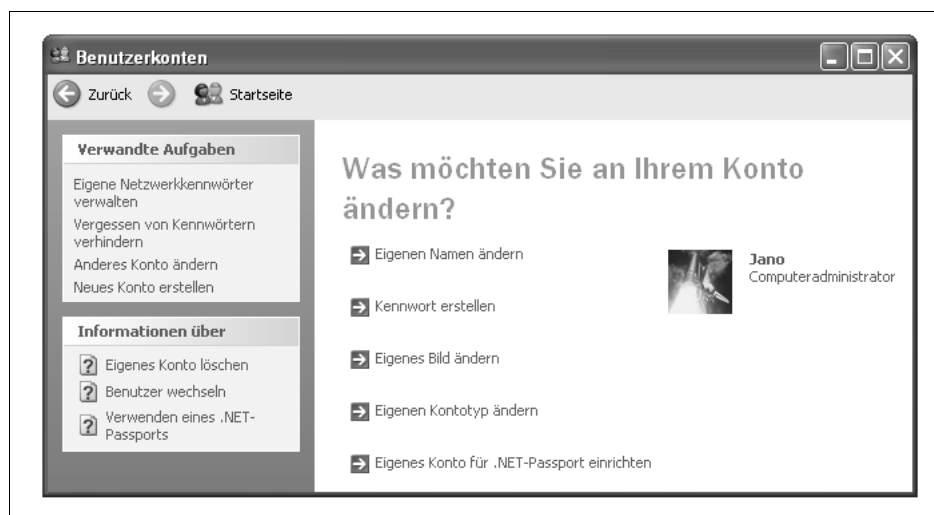 Benutzerkonten
Zurück Startseite
Verwandte Aufgaben
Eigene Netzwerkkennwörter
verwalten
Vergessen von Kennwörtern
verhindern
Anderes Konto ändern
Neues Konto erstellen
Informationen über
Eigenes Konto löschen
Benutzer wechseln
Verwenden eines .NET-
Passports
Was möchten Sie an Ihrem Konto
ändern?
Eigenen Namen ändern
Kennwort erstellen
Eigenes Bild ändern
Eigenen Kontotyp ändern
Eigenes Konto für .NET-Passport einrichten
Jano
Computeradministrator